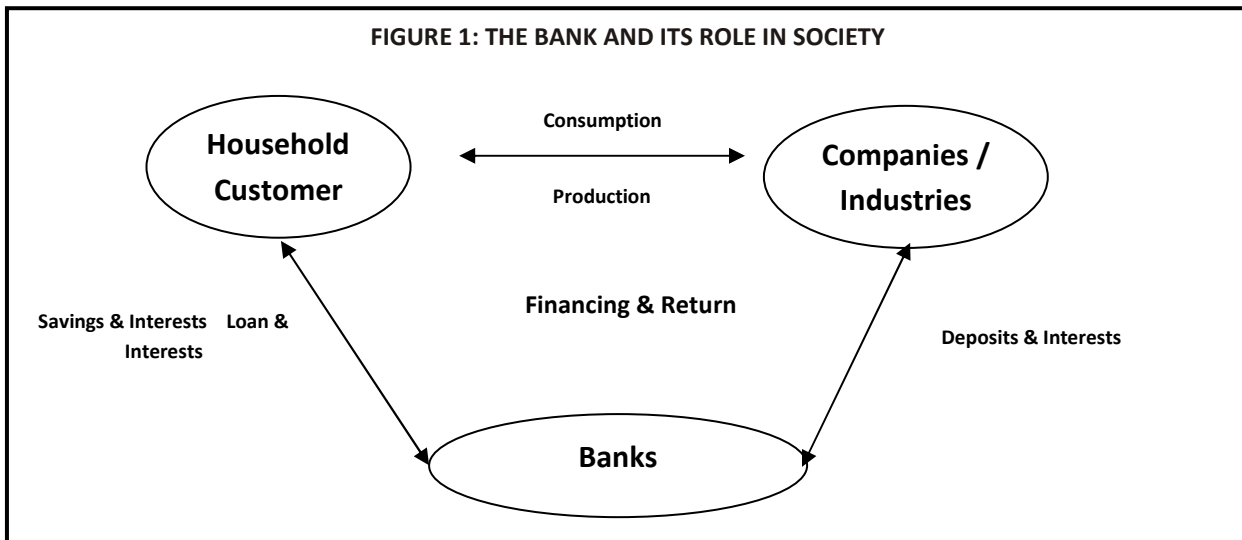 FIGURE 1: THE BANK AND ITS ROLE IN SOCIETY
Consumption
Household
Customer
Companies /
Industries
Production
Financing & Return
Savings & Interests Loan &
Interests
Deposits & Interests
Banks